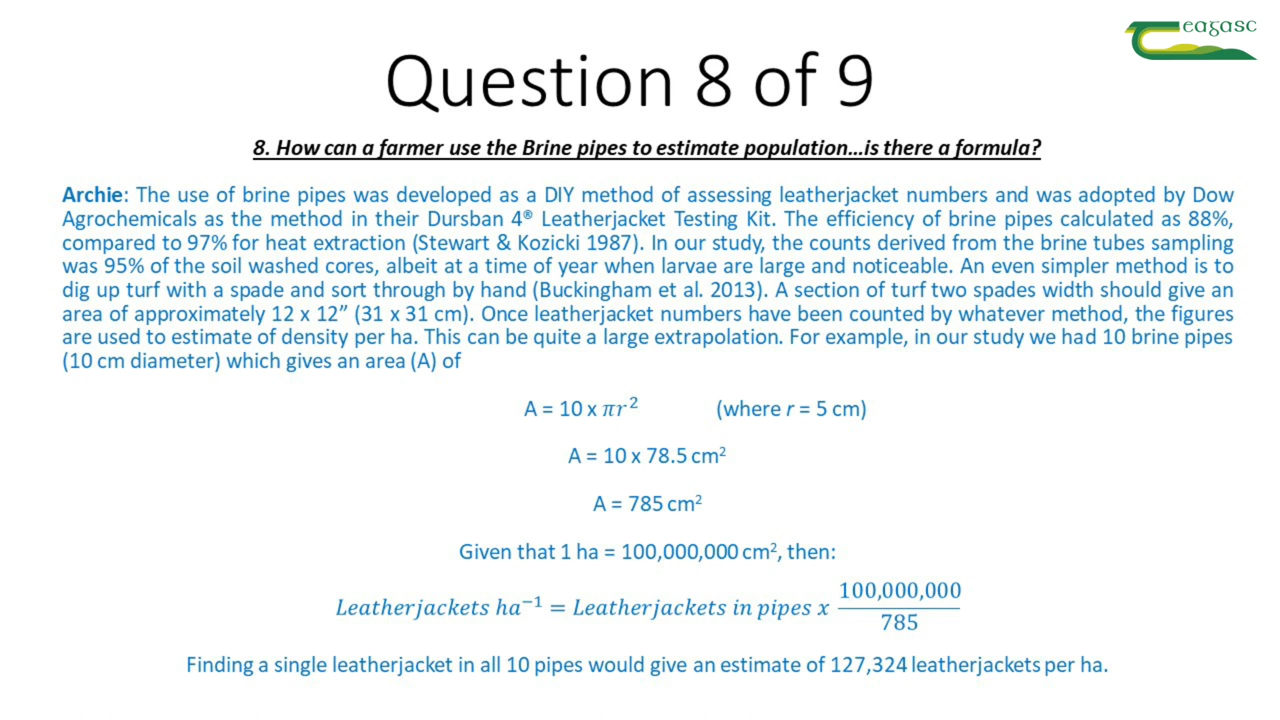 eagasc
Question 8 of 9
8. How can a farmer use the Brine pipes to estimate population...is there a formula?
Archie: The use of brine pipes was developed as a DIY method of assessing leatherjacket numbers and was adopted by Dow
Agrochemicals as the method in their Dursban 4® Leatherjacket Testing Kit. The efficiency of brine pipes calculated as 88%,
compared to 97% for heat extraction (Stewart & Kozicki 1987). In our study, the counts derived from the brine tubes sampling
was 95% of the soil washed cores, albeit at a time of year when larvae are large and noticeable. An even simpler method is to
dig up turf with a spade and sort through by hand (Buckingham et al. 2013). A section of turf two spades width should give an
area of approximately 12 x 12” (31 x 31 cm). Once leatherjacket numbers have been counted by whatever method, the figures
are used to estimate of density per ha. This can be quite a large extrapolation. For example, in our study we had 10 brine pipes
(10 cm diameter) which gives an area (A) of
A = 10 x πr² (where r = 5 cm)
A = 10 x 78.5 cm²
A = 785 cm²
Given that 1 ha = 100,000,000 cm², then:
Leatherjackets ha⁻¹ = Leatherjackets in pipes x 100,000,000
785
Finding a single leatherjacket in all 10 pipes would give an estimate of 127,324 leatherjackets per ha.